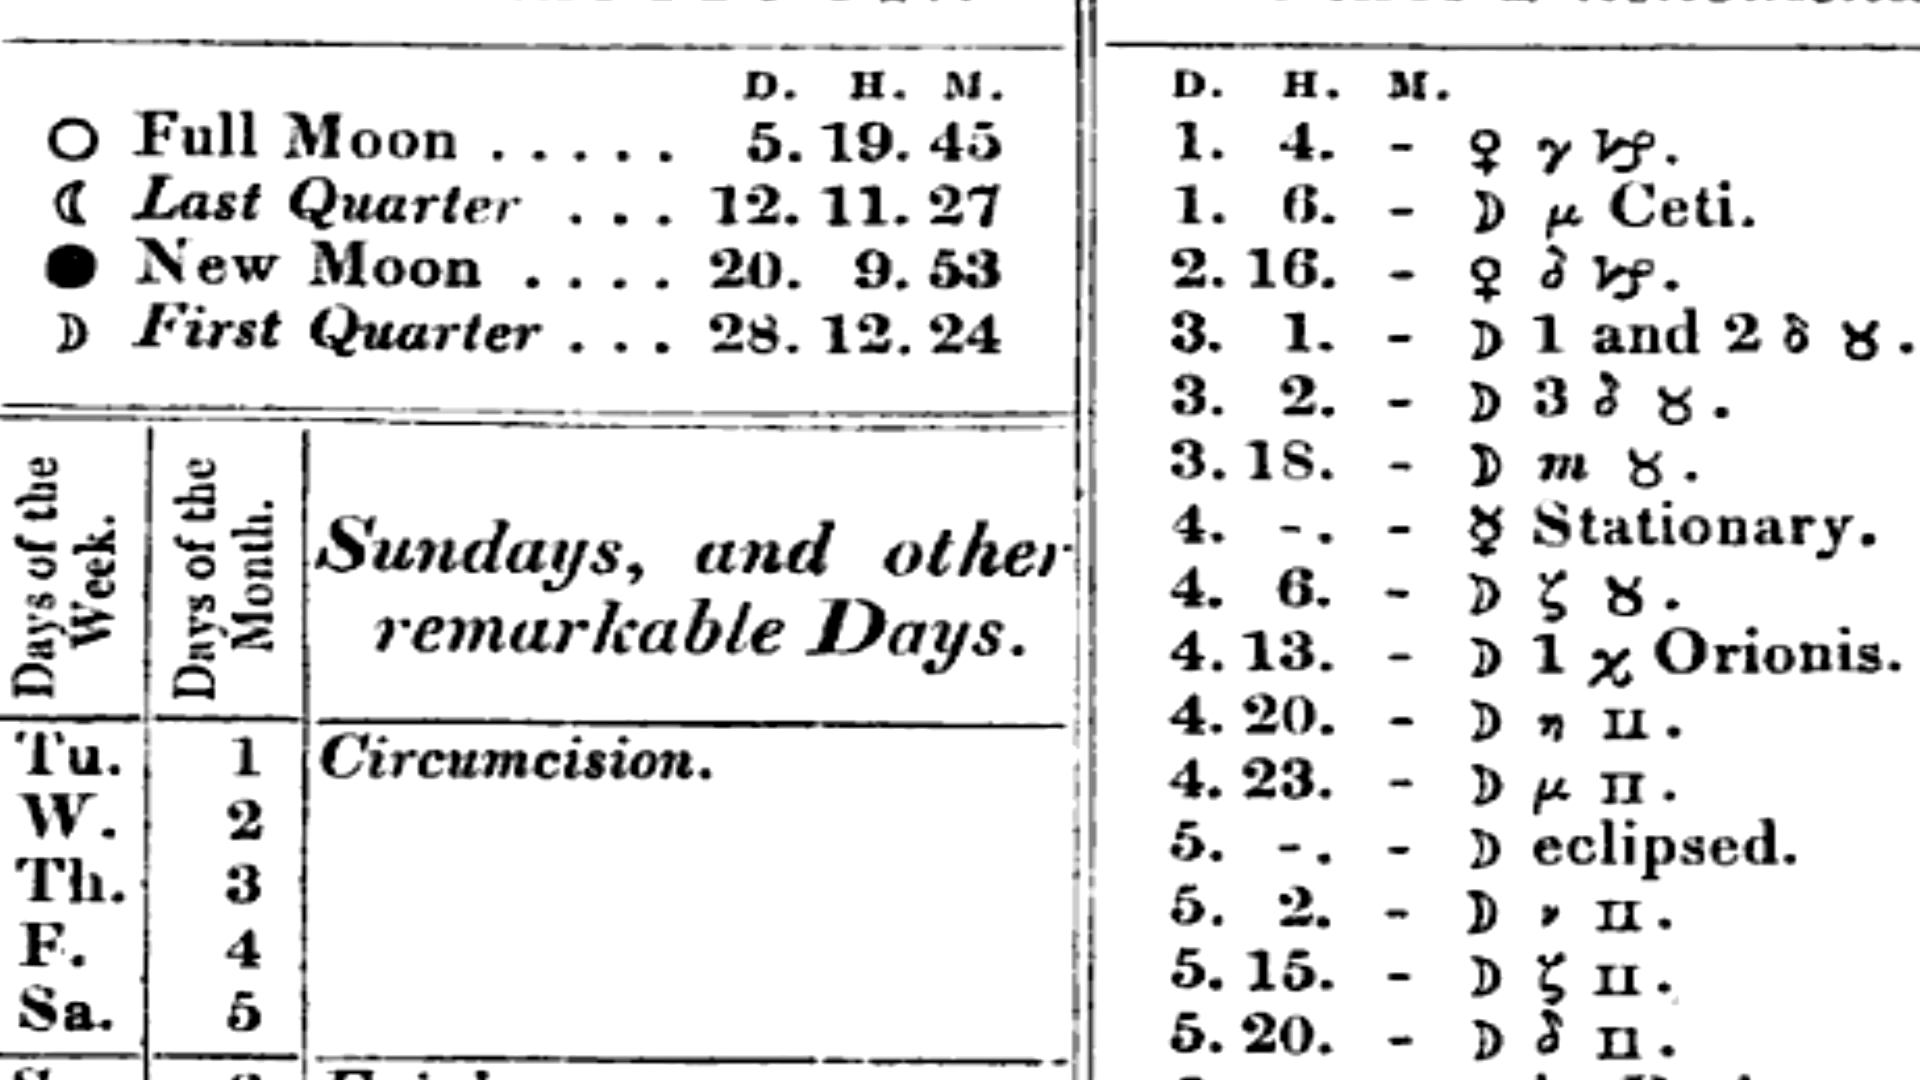 D. H. M.
○ Full Moon . . . . . 5. 19. 45
☾ Last Quarter . . . 12. 11. 27
● New Moon . . . . 20. 9. 53
☽ First Quarter . . . 28. 12. 24
Days of the Week.
Days of the Month.
Sundays, and other
remarkable Days.
Tu. 1 Circumcision.
W. 2
Th. 3
F. 4
Sa. 5
D. H. M.
1. 4. - ♀ γ ♑.
1. 6. - ☽ μ Ceti.
2. 16. - ♀ δ ♑.
3. 1. - ☽ 1 and 2 δ ♉.
3. 2. - ☽ 3 δ ♉.
3. 18. - ☽ m ♉.
4. -. - ☿ Stationary.
4. 6. - ☽ ζ ♉.
4. 13. - ☽ 1 χ Orionis.
4. 20. - ☽ η ♊.
4. 23. - ☽ μ ♊.
5. -. - ☽ eclipsed.
5. 2. - ☽ ν ♊.
5. 15. - ☽ ζ ♊.
5. 20. - ☽ δ ♊.